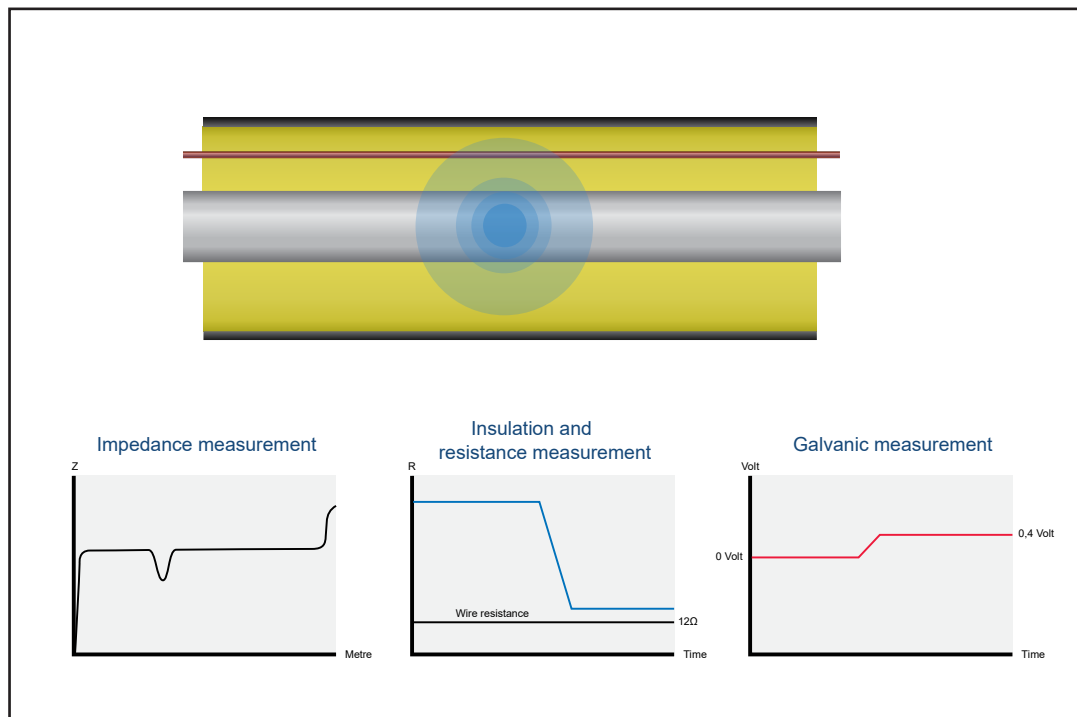 Impedance measurement
Z
Metre
Insulation and
resistance measurement
R
Wire resistance
12Ω
Time
Galvanic measurement
Volt
0 Volt
0,4 Volt
Time